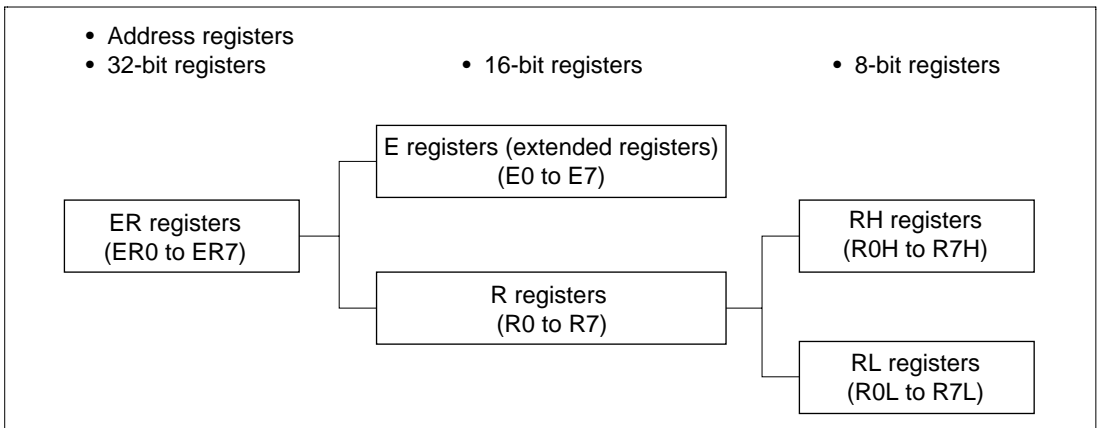 • Address registers
• 32-bit registers
• 16-bit registers
• 8-bit registers
E registers (extended registers)
(E0 to E7)
ER registers
(ER0 to ER7)
RH registers
(R0H to R7H)
R registers
(R0 to R7)
RL registers
(R0L to R7L)